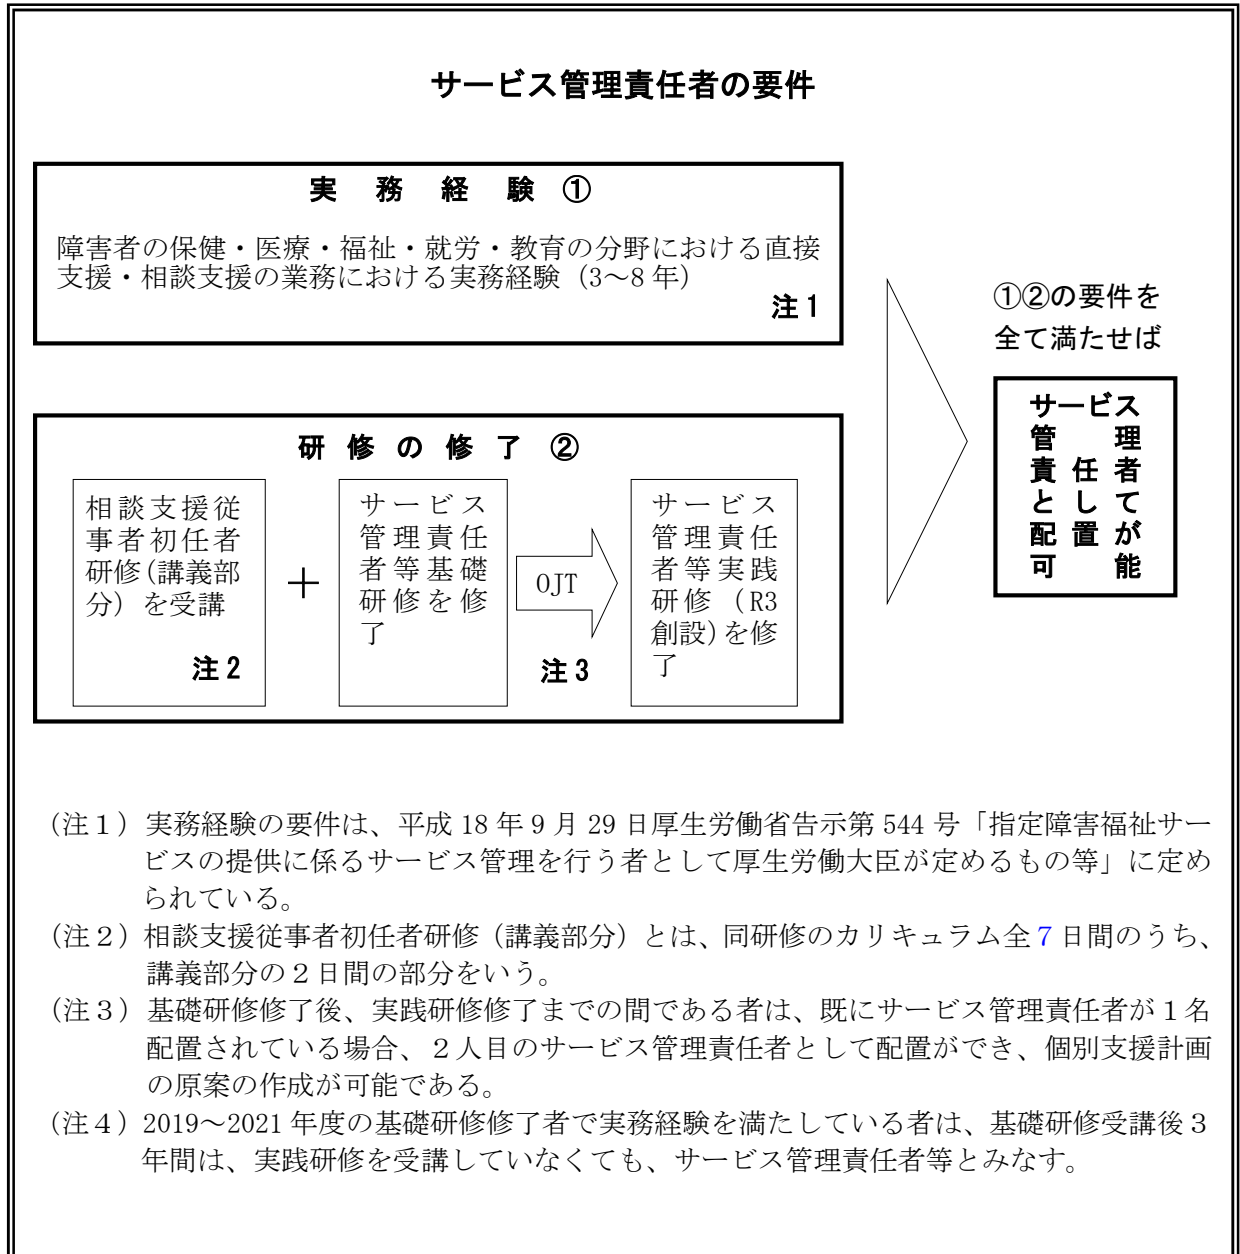 サービス管理責任者の要件
実務経験①
障害者の保健・医療・福祉・就労・教育の分野における直接
支援・相談支援の業務における実務経験（3～8年）
注1
①②の要件を
全て満たせば
サービス
管理
責任者
として
配置が
可能
研修の修了②
相談支援従
事者初任者
研修(講義部
分）を受講
注2
＋
サービス
管理責任
者等基礎
研修を修
了
OJT
注3
サービス
管理責任
者等実践
研修（R3
創設)を修
了
（注１）実務経験の要件は、平成18年9月29日厚生労働省告示第544号「指定障害福祉サー
ビスの提供に係るサービス管理を行う者として厚生労働大臣が定めるもの等」に定め
られている。
（注２）相談支援従事者初任者研修（講義部分）とは、同研修のカリキュラム全７日間のうち、
講義部分の２日間の部分をいう。
（注３）基礎研修修了後、実践研修修了までの間である者は、既にサービス管理責任者が１名
配置されている場合、２人目のサービス管理責任者として配置ができ、個別支援計画
の原案の作成が可能である。
（注４）2019～2021年度の基礎研修修了者で実務経験を満たしている者は、基礎研修受講後３
年間は、実践研修を受講していなくても、サービス管理責任者等とみなす。